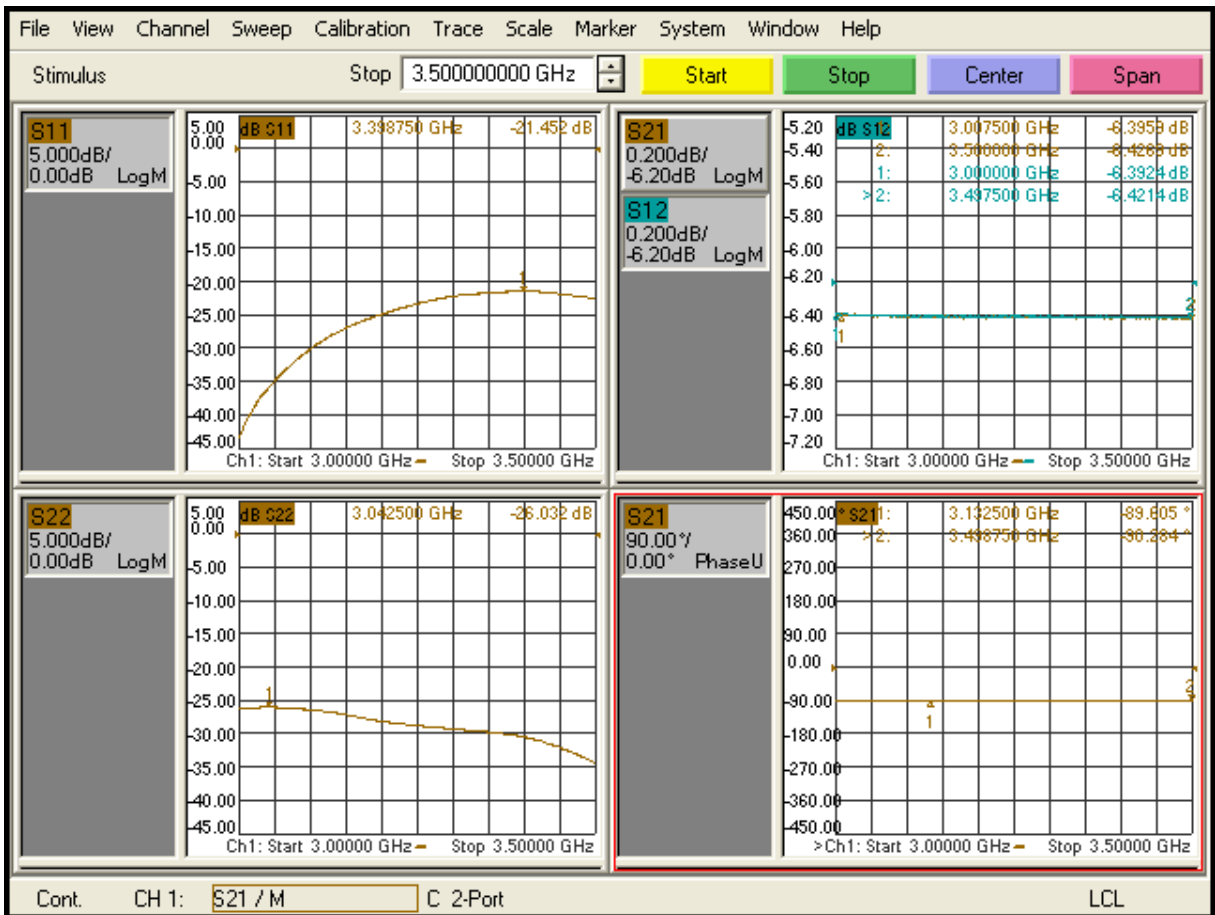 File View Channel Sweep Calibration Trace Scale Marker System Window Help
Stimulus Stop 3.500000000 GHz Start Stop Center Span
S11
5.000dB/
0.00dB LogM
dB S11 3.398750 GHz -21.452 dB
5.00
0.00
-5.00
-10.00
-15.00
-20.00
-25.00
-30.00
-35.00
-40.00
-45.00
1
Ch1: Start 3.00000 GHz Stop 3.50000 GHz
S21
0.200dB/
-6.20dB LogM
S12
0.200dB/
-6.20dB LogM
dB S12 3.007500 GHz -6.3959 dB
2: 3.500000 GHz -6.4269 dB
1: 3.000000 GHz -6.3924 dB
>2: 3.497500 GHz -6.4214 dB
-5.20
-5.40
-5.60
-5.80
-6.00
-6.20
-6.40
-6.60
-6.80
-7.00
-7.20
1
2
Ch1: Start 3.00000 GHz Stop 3.50000 GHz
S22
5.000dB/
0.00dB LogM
dB S22 3.042500 GHz -26.032 dB
5.00
0.00
-5.00
-10.00
-15.00
-20.00
-25.00
-30.00
-35.00
-40.00
-45.00
1
Ch1: Start 3.00000 GHz Stop 3.50000 GHz
S21
90.00°/
0.00° PhaseU
° S21 1: 3.132500 GHz -89.605 °
>2: 3.498750 GHz -90.284 °
450.00
360.00
270.00
180.00
90.00
0.00
-90.00
-180.00
-270.00
-360.00
-450.00
1
2
>Ch1: Start 3.00000 GHz Stop 3.50000 GHz
Cont. CH 1: S21 / M C 2-Port LCL